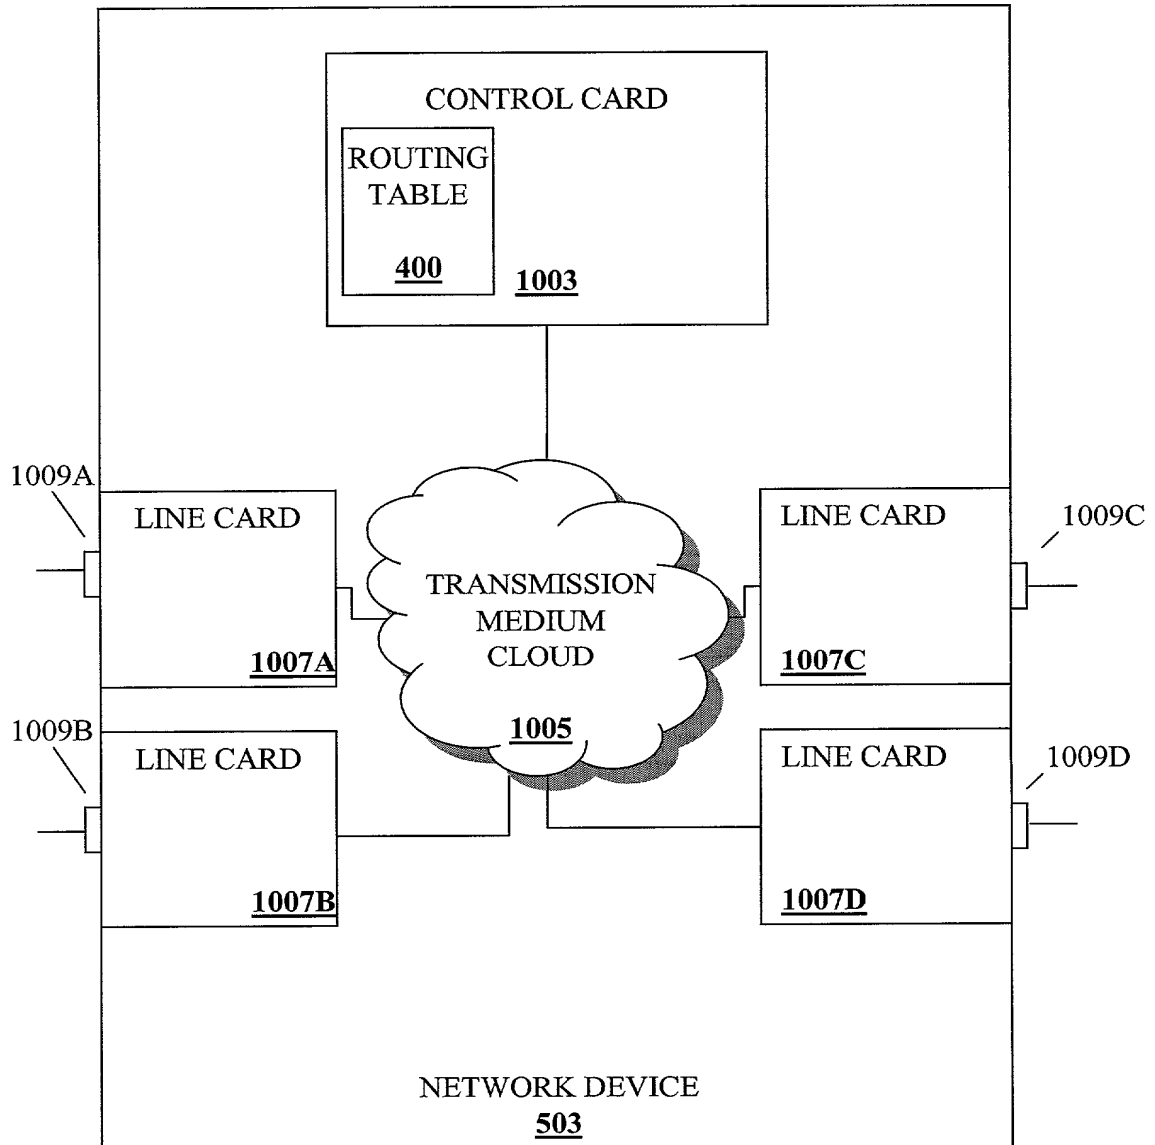 CONTROL CARD
ROUTING
TABLE
400
1003
1009A
LINE CARD
1007A
1009B
LINE CARD
1007B
TRANSMISSION
MEDIUM
CLOUD
1005
LINE CARD
1007C
1009C
LINE CARD
1007D
1009D
NETWORK DEVICE
503